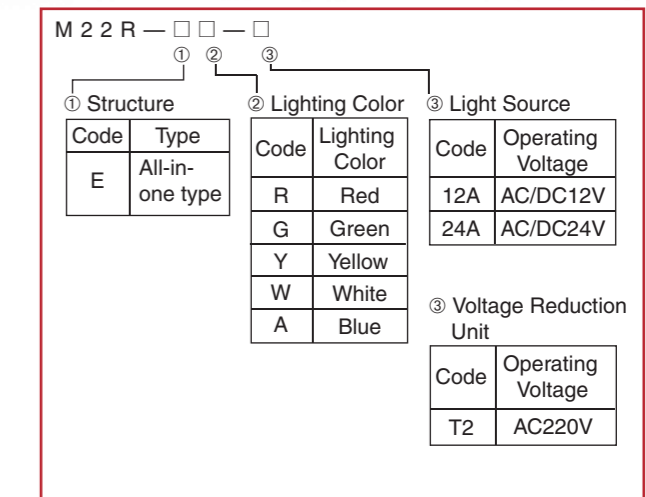 M 2 2 R — □ □ — □
① ② ③
① Structure
Code Type
E All-in-
one type
② Lighting Color
Code Lighting
Color
R Red
G Green
Y Yellow
W White
A Blue
③ Light Source
Code Operating
Voltage
12A AC/DC12V
24A AC/DC24V
③ Voltage Reduction
Unit
Code Operating
Voltage
T2 AC220V